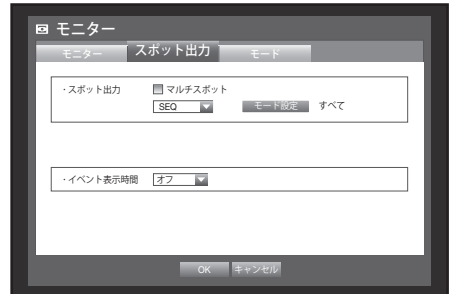 モニター
モニター スポット出力 モード
・スポット出力 マルチスポット
SEQ モード設定 すべて
・イベント表示時間 オフ
OK キャンセル